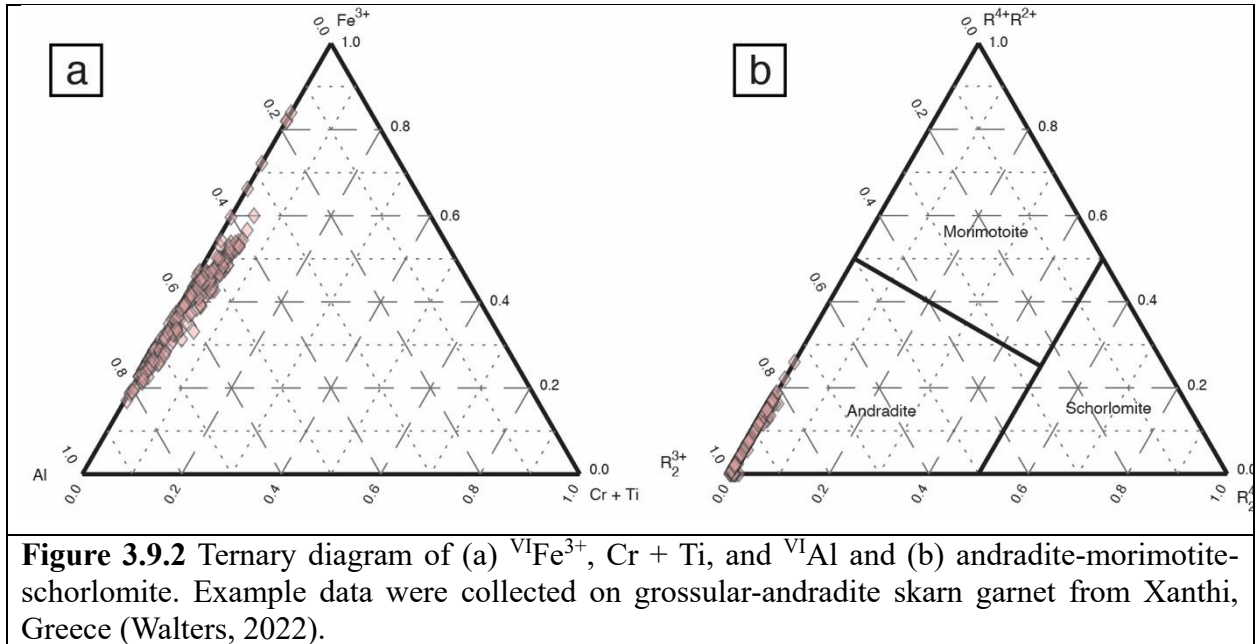 a
Fe3+
0.0
1.0
0.2
0.8
0.4
0.6
0.6
0.4
0.8
0.2
1.0
0.0
Al
Cr + Ti
0.0
0.2
0.4
0.6
0.8
1.0
b
R4+R2+
0.0
1.0
0.2
0.8
0.4
0.6
Morimotoite
0.6
0.4
0.8
0.2
Andradite
Schorlomite
1.0
0.0
R23+
0.0
0.2
0.4
0.6
0.8
1.0
Figure 3.9.2 Ternary diagram of (a) VIFe3+, Cr + Ti, and VIAl and (b) andradite-morimotite-
schorlomite. Example data were collected on grossular-andradite skarn garnet from Xanthi,
Greece (Walters, 2022).